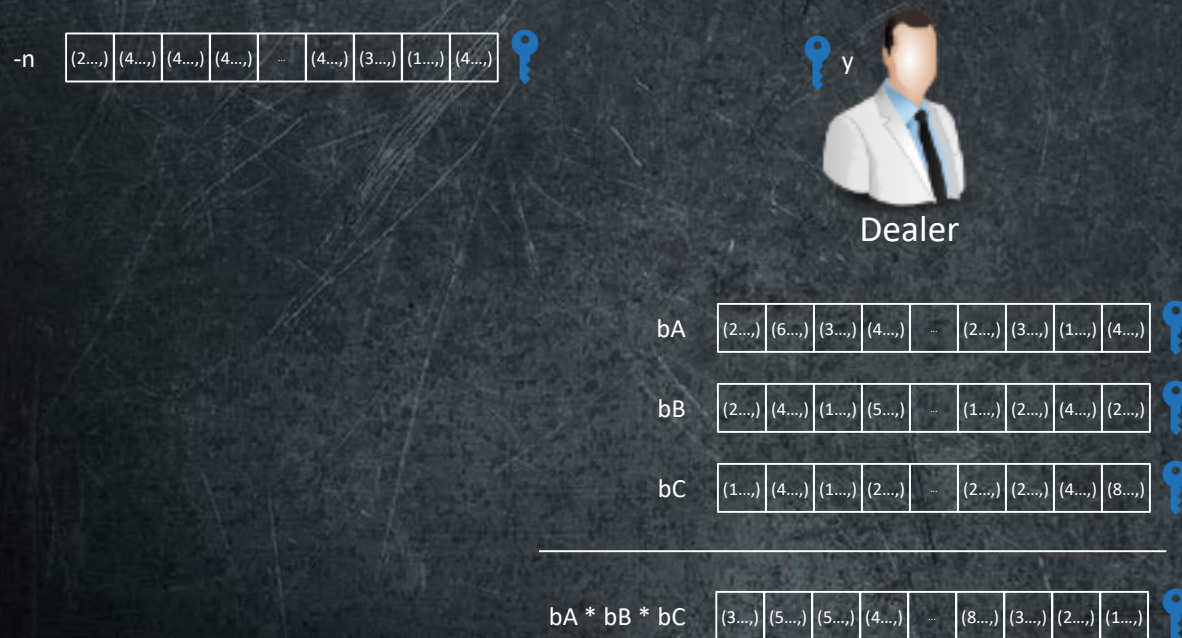 -n (2...,) (4...,) (4...,) (4...,) ... (4...,) (3...,) (1...,) (4...,)
y
Dealer
bA (2...,) (6...,) (3...,) (4...,) ... (2...,) (3...,) (1...,) (4...,)
bB (2...,) (4...,) (1...,) (5...,) ... (1...,) (2...,) (4...,) (2...,)
bC (1...,) (4...,) (1...,) (2...,) ... (2...,) (2...,) (4...,) (8...,)
bA * bB * bC (3...,) (5...,) (5...,) (4...,) ... (8...,) (3...,) (2...,) (1...,)